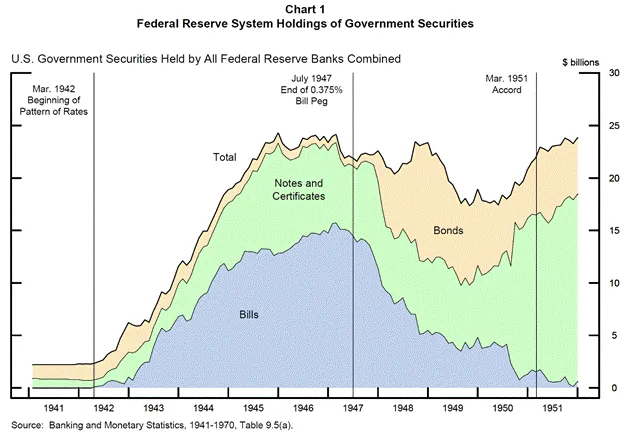 Chart 1
Federal Reserve System Holdings of Government Securities
U.S. Government Securities Held by All Federal Reserve Banks Combined
$ billions
Mar. 1942
Beginning of
Pattern of Rates
July 1947
End of 0.375%
Bill Peg
Mar. 1951
Accord
Total
Notes and
Certificates
Bonds
Bills
30
25
20
15
10
5
0
1941 1942 1943 1944 1945 1946 1947 1948 1949 1950 1951
Source: Banking and Monetary Statistics, 1941-1970, Table 9.5(a).